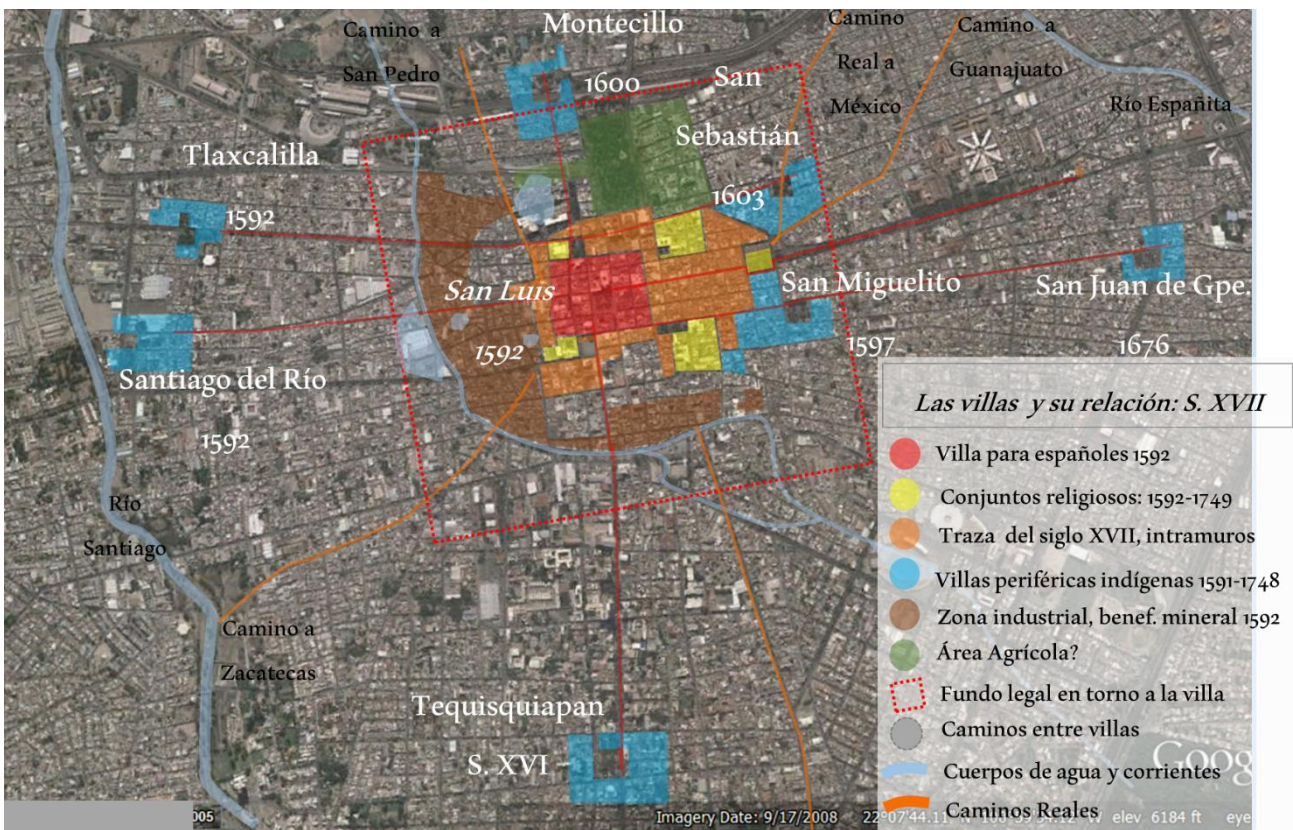 Montecillo
1600
Camino a
San Pedro
San
Sebastián
1603
Camino
Real a
México
Camino a
Guanajuato
Río Españita
Tlaxcalilla
1592
San Luis
1592
San Miguelito
1597
San Juan de Gpe.
1676
Santiago del Río
1592
Río
Santiago
Camino a
Zacatecas
Tequisquiapan
S. XVI
Las villas y su relación: S. XVII
Villa para españoles 1592
Conjuntos religiosos: 1592-1749
Traza del siglo XVII, intramuros
Villas periféricas indígenas 1591-1748
Zona industrial, benef. mineral 1592
Área Agrícola?
Fundo legal en torno a la villa
Caminos entre villas
Cuerpos de agua y corrientes
Caminos Reales
Goog
005
Imagery Date: 9/17/2008
elev 6184 ft eye